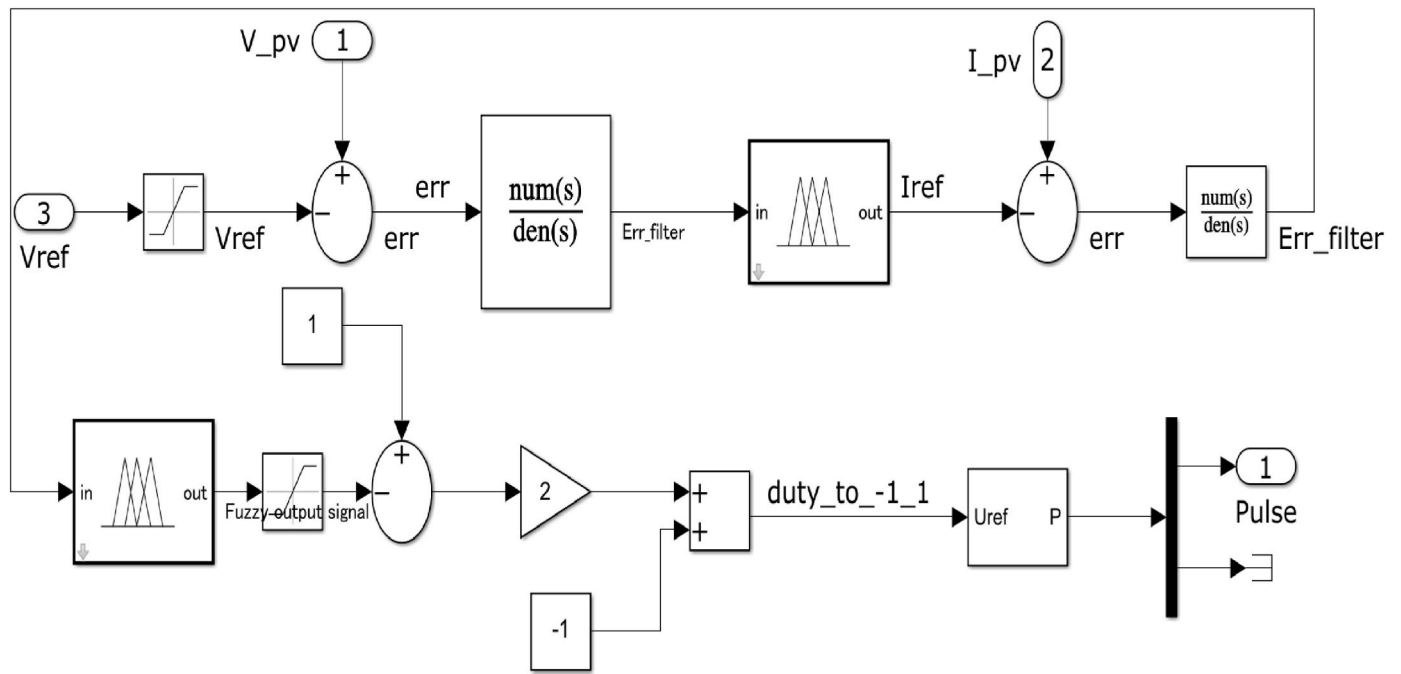 V_pv
1
+
−
3
Vref
Vref
err
err
num(s)
den(s)
Err_filter
in
out
Iref
I_pv
2
+
−
err
num(s)
den(s)
Err_filter
1
in
out
Fuzzy output signal
+
−
2
-1
+
+
duty_to_-1_1
Uref
P
1
Pulse